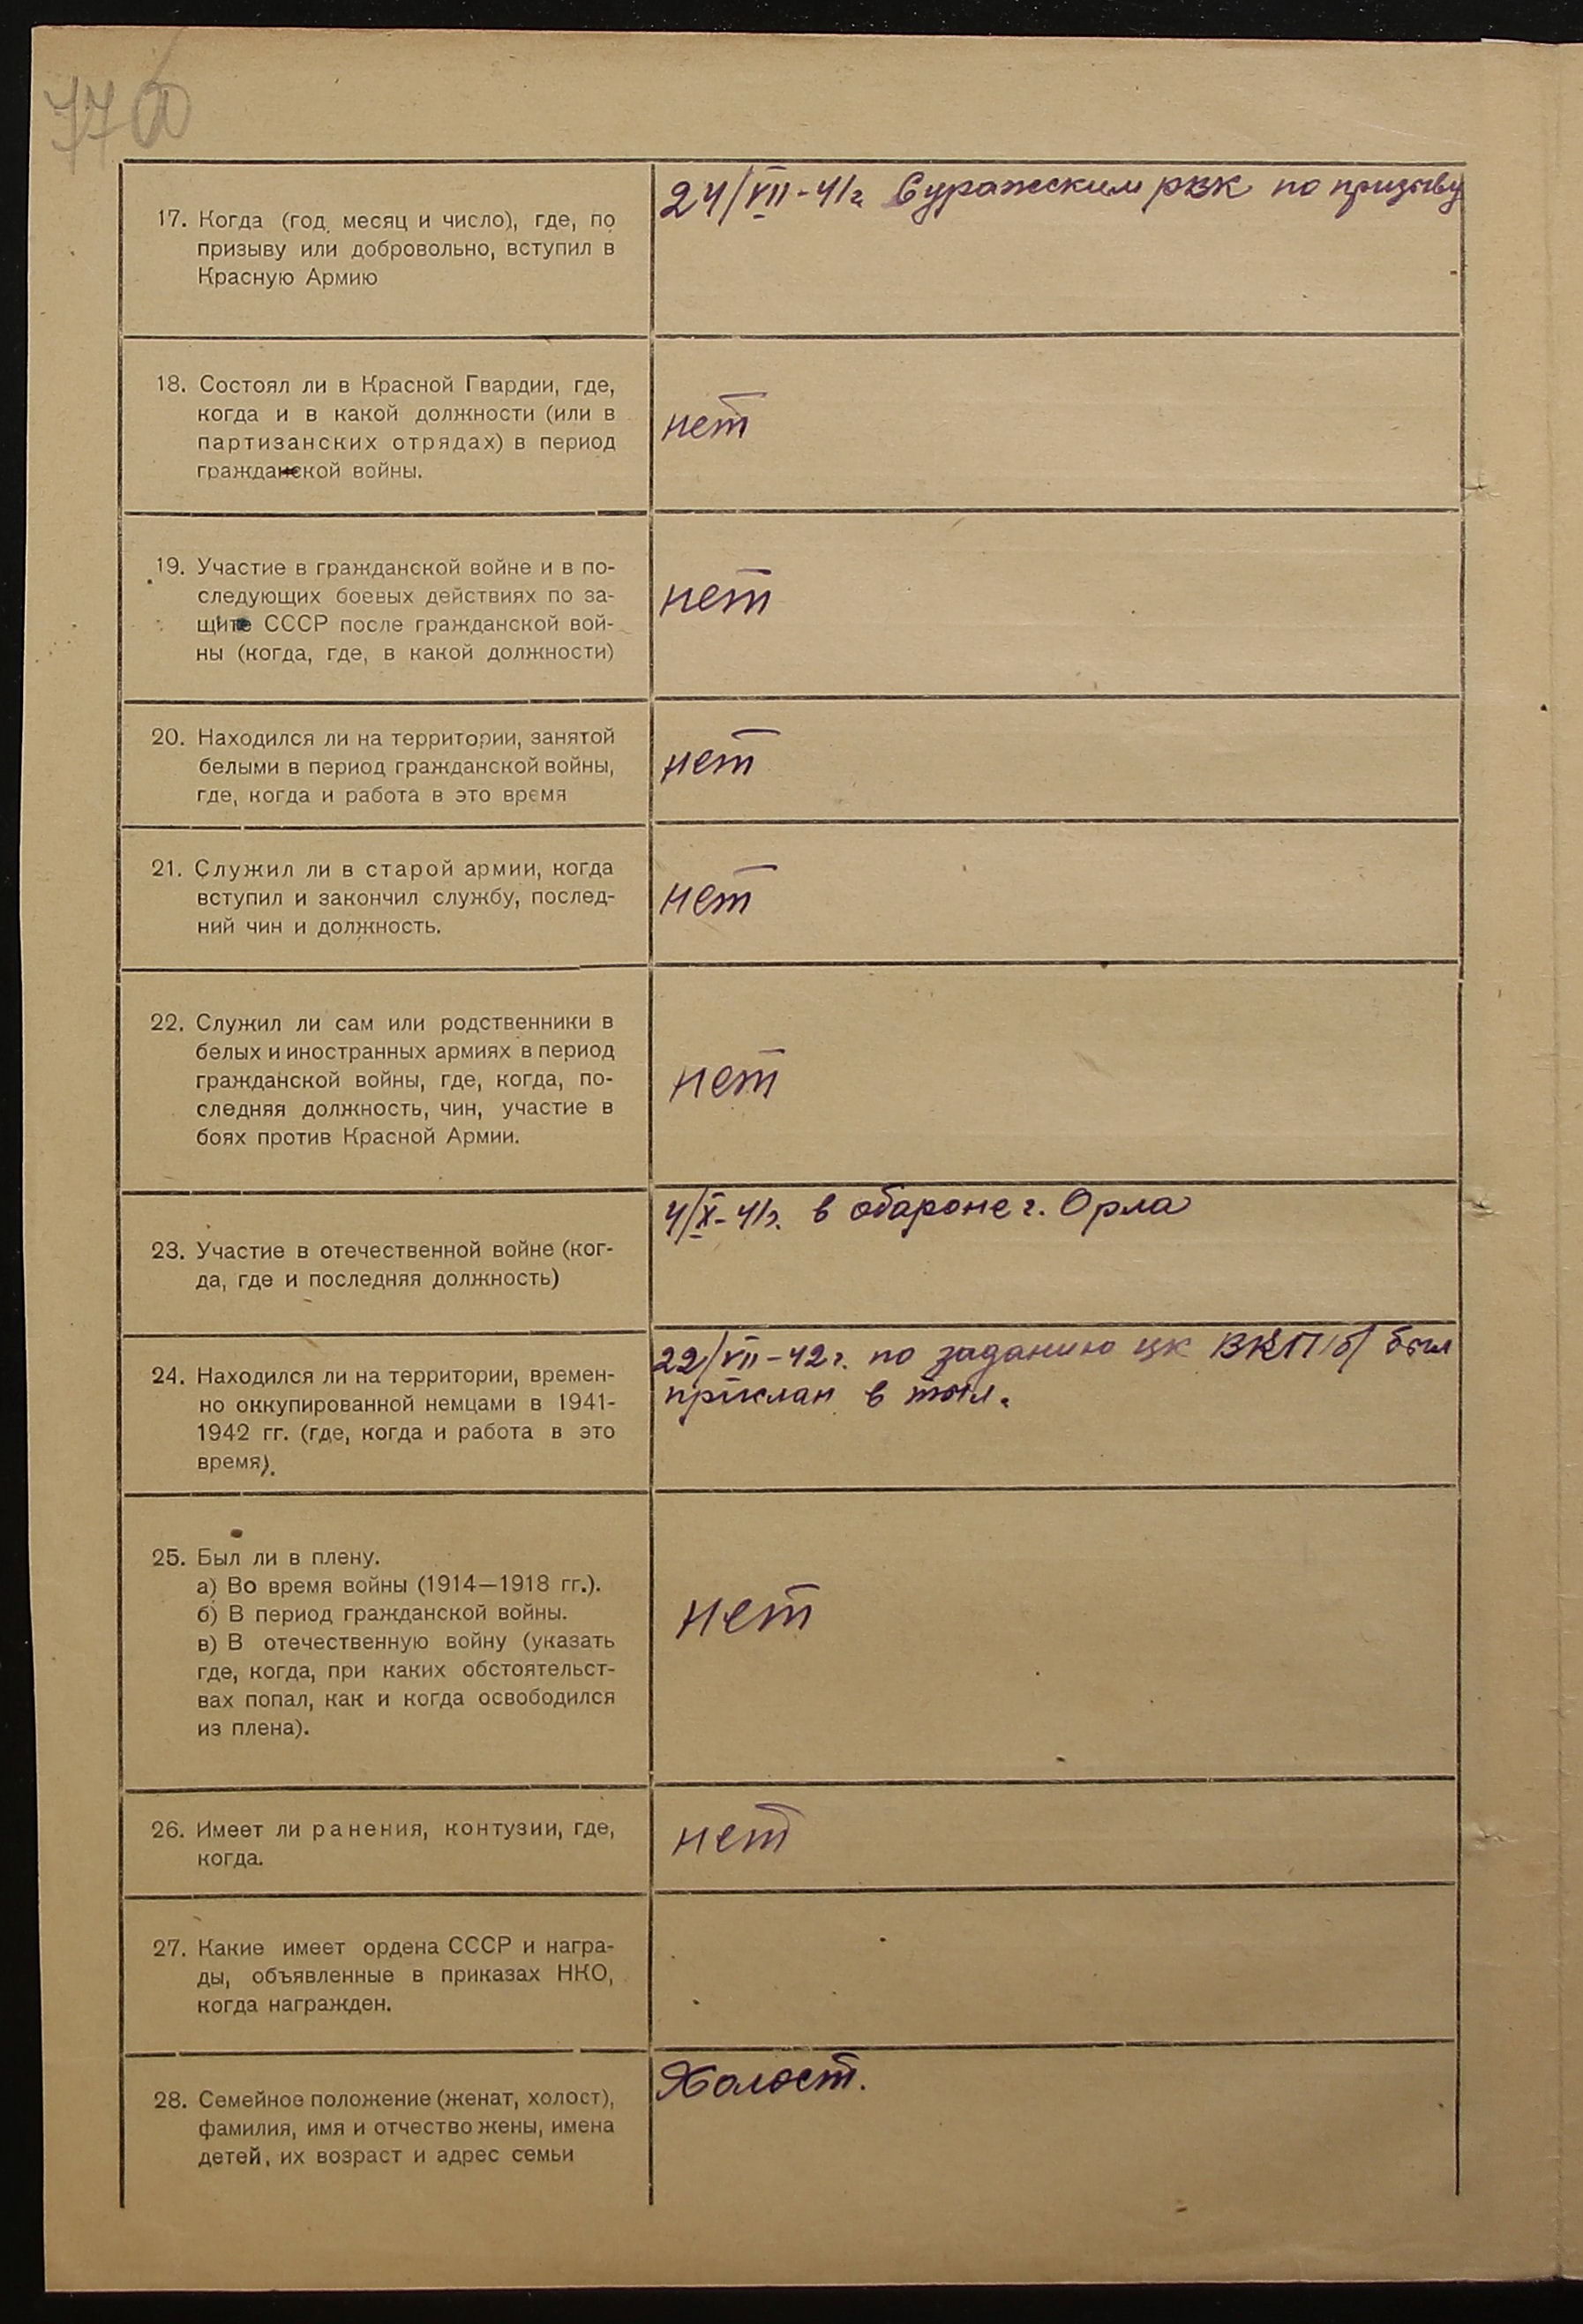 17. Когда (год, месяц и число), где, по
призыву или добровольно, вступил в
Красную Армию
24/VII-41г. Суражским рвк по призыву
18. Состоял ли в Красной Гвардии, где,
когда и в какой должности (или в
партизанских отрядах) в период
гражданской войны.
нет
19. Участие в гражданской войне и в по-
следующих боевых действиях по за-
щите СССР после гражданской вой-
ны (когда, где, в какой должности)
нет
20. Находился ли на территории, занятой
белыми в период гражданской войны,
где, когда и работа в это время
нет
21. Служил ли в старой армии, когда
вступил и закончил службу, послед-
ний чин и должность.
нет
22. Служил ли сам или родственники в
белых и иностранных армиях в период
гражданской войны, где, когда, по-
следняя должность, чин, участие в
боях против Красной Армии.
нет
23. Участие в отечественной войне (ког-
да, где и последняя должность)
4/X-41г. в обароне г. Орла
24. Находился ли на территории, времен-
но оккупированной немцами в 1941-
1942 гг. (где, когда и работа в это
время).
22/VII-42г. по заданию цк ВКП/б/ был
прислан в тыл.
25. Был ли в плену.
а) Во время войны (1914—1918 гг.).
б) В период гражданской войны.
в) В отечественную войну (указать
где, когда, при каких обстоятельст-
вах попал, как и когда освободился
из плена).
нет
26. Имеет ли ранения, контузии, где,
когда.
нет
27. Какие имеет ордена СССР и награ-
ды, объявленные в приказах НКО,
когда награжден.
28. Семейное положение (женат, холост),
фамилия, имя и отчество жены, имена
детей, их возраст и адрес семьи
Холост.